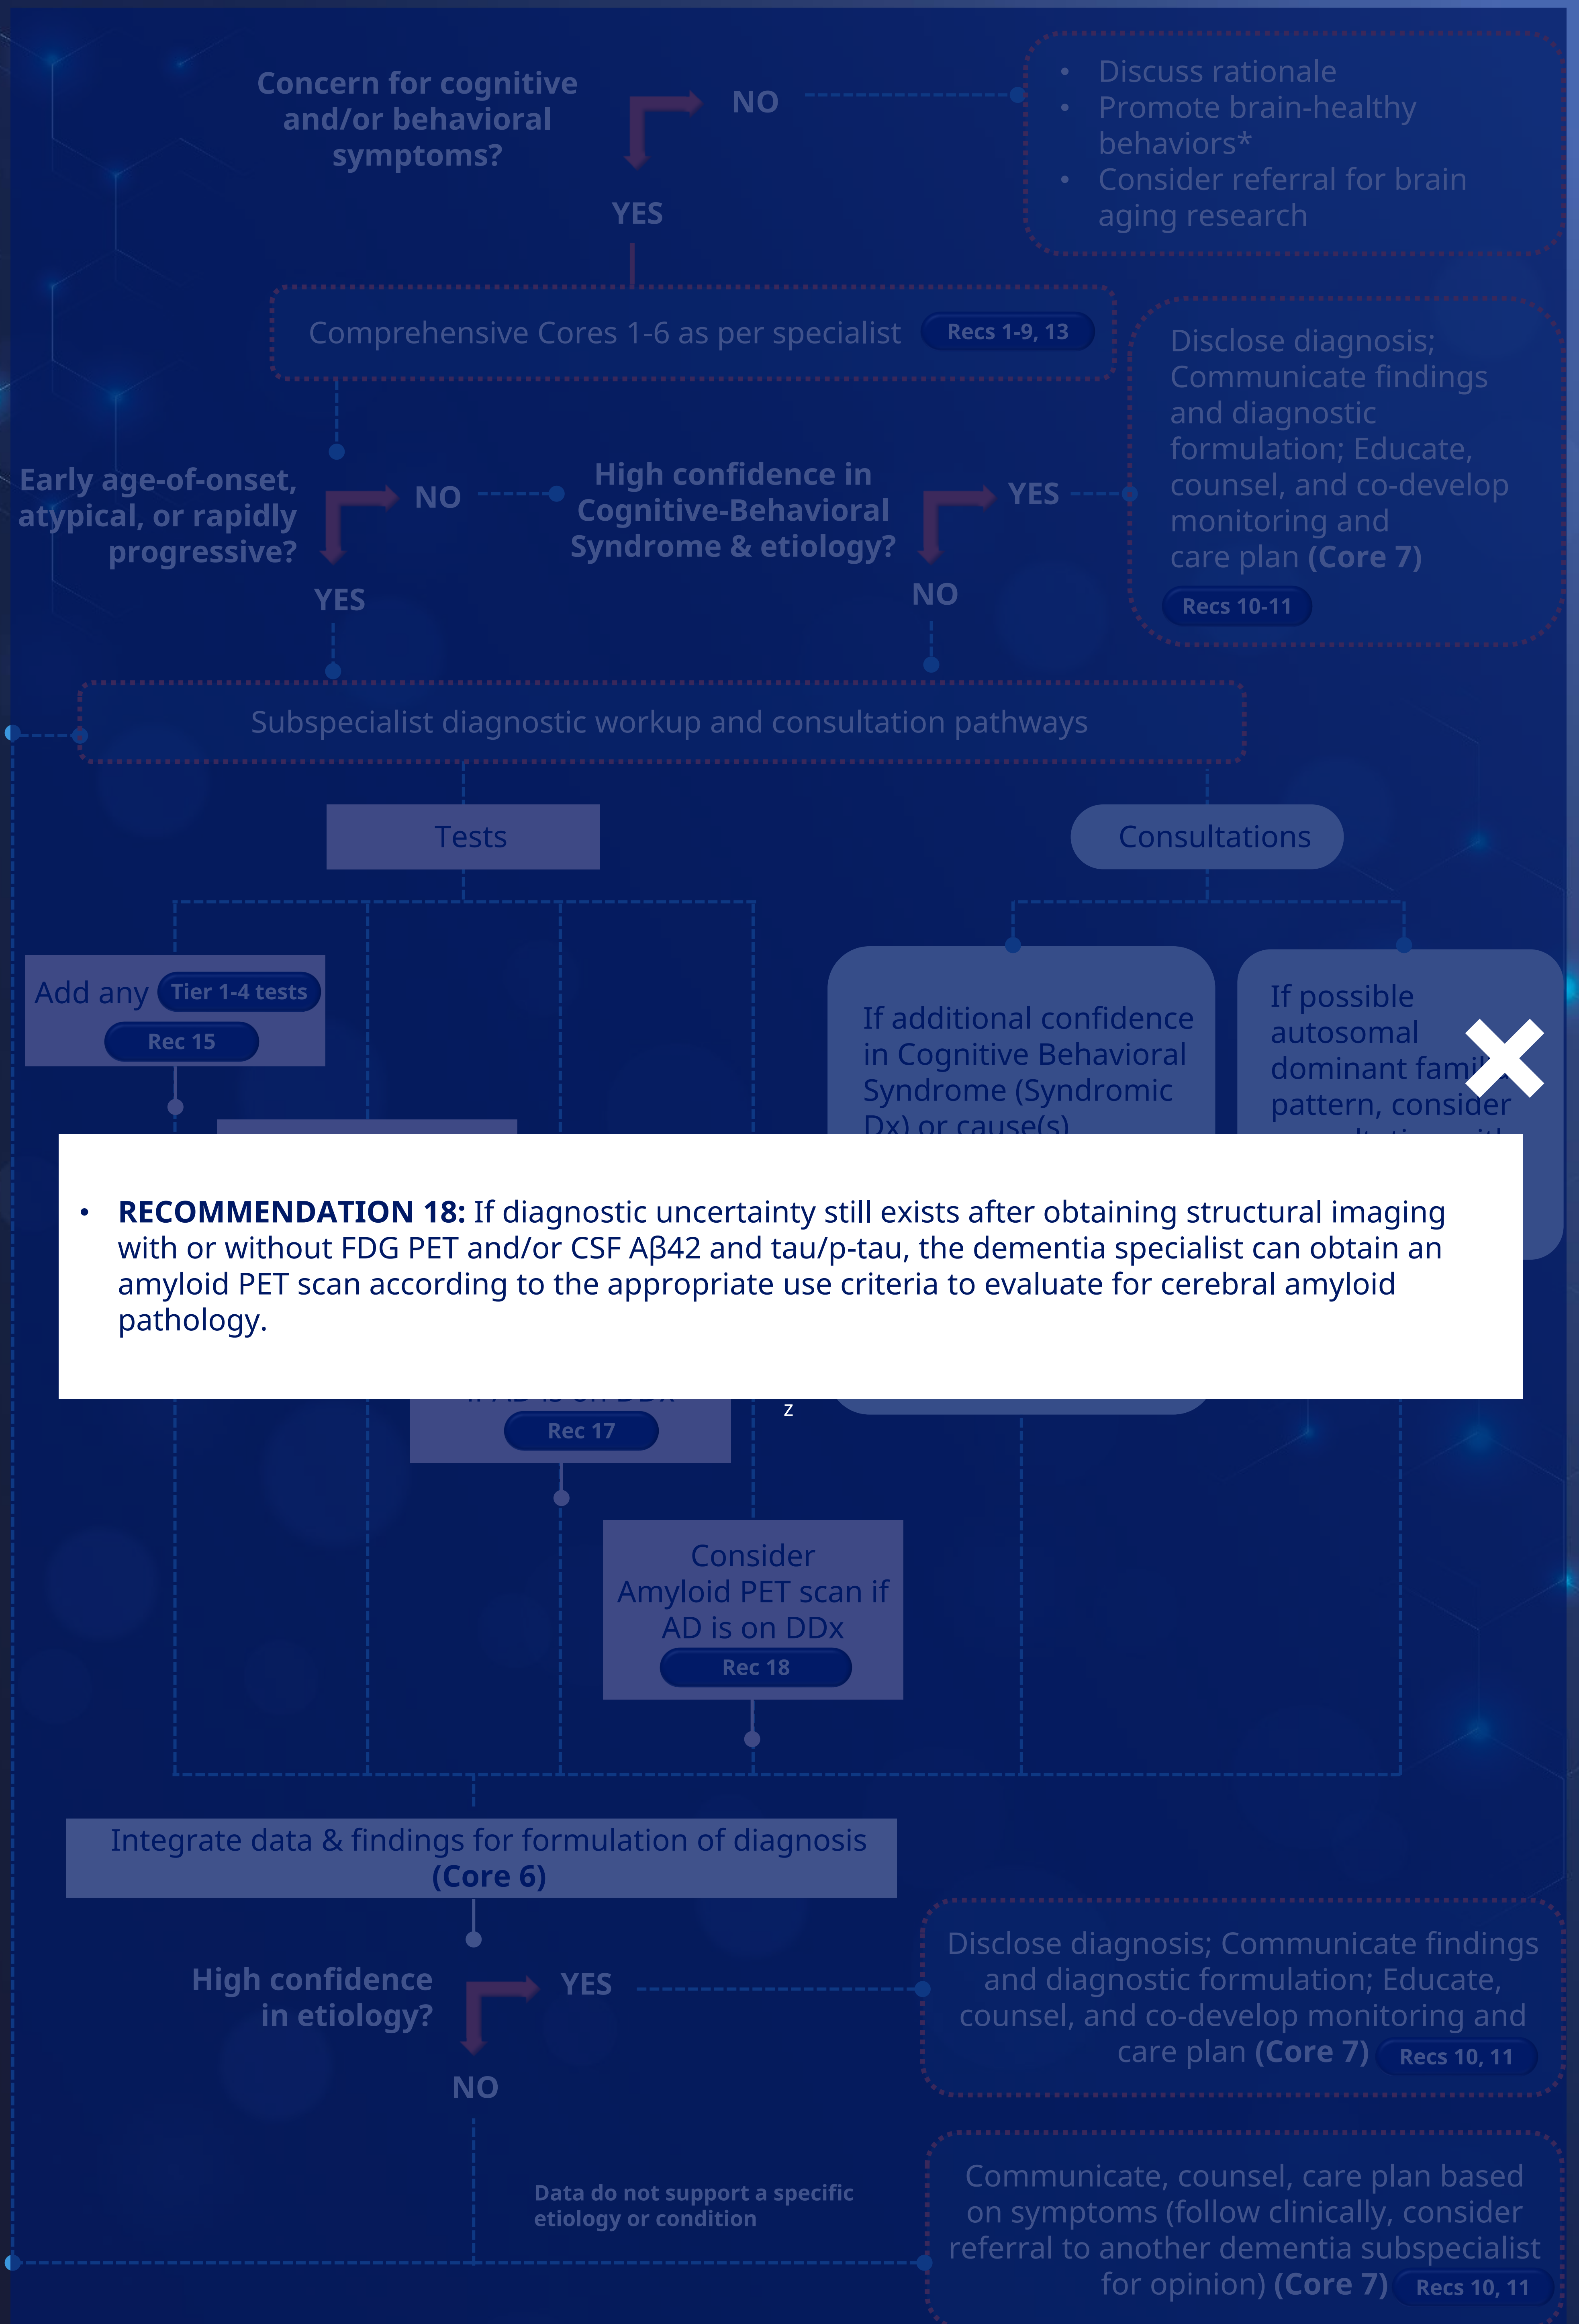 Concern for cognitive
and/or behavioral
symptoms?
NO
YES
• Discuss rationale
• Promote brain-healthy
behaviors*
• Consider referral for brain
aging research
Comprehensive Cores 1-6 as per specialist
Recs 1-9, 13
Disclose diagnosis;
Communicate findings
and diagnostic
formulation; Educate,
counsel, and co-develop
monitoring and
care plan (Core 7)
Recs 10-11
Early age-of-onset,
atypical, or rapidly
progressive?
NO
YES
High confidence in
Cognitive-Behavioral
Syndrome & etiology?
YES
NO
Subspecialist diagnostic workup and consultation pathways
Tests
Consultations
Add any Tier 1-4 tests
Rec 15
If additional confidence
in Cognitive Behavioral
Syndrome (Syndromic
Dx) or cause(s)
If possible
autosomal
dominant
pattern, consider
• RECOMMENDATION 18: If diagnostic uncertainty still exists after obtaining structural imaging
with or without FDG PET and/or CSF Aβ42 and tau/p-tau, the dementia specialist can obtain an
amyloid PET scan according to the appropriate use criteria to evaluate for cerebral amyloid
pathology.
z
Rec 17
Consider
Amyloid PET scan if
AD is on DDx
Rec 18
Integrate data & findings for formulation of diagnosis
(Core 6)
High confidence
in etiology?
YES
NO
Disclose diagnosis; Communicate findings
and diagnostic formulation; Educate,
counsel, and co-develop monitoring and
care plan (Core 7)
Recs 10, 11
Data do not support a specific
etiology or condition
Communicate, counsel, care plan based
on symptoms (follow clinically, consider
referral to another dementia subspecialist
for opinion) (Core 7)
Recs 10, 11